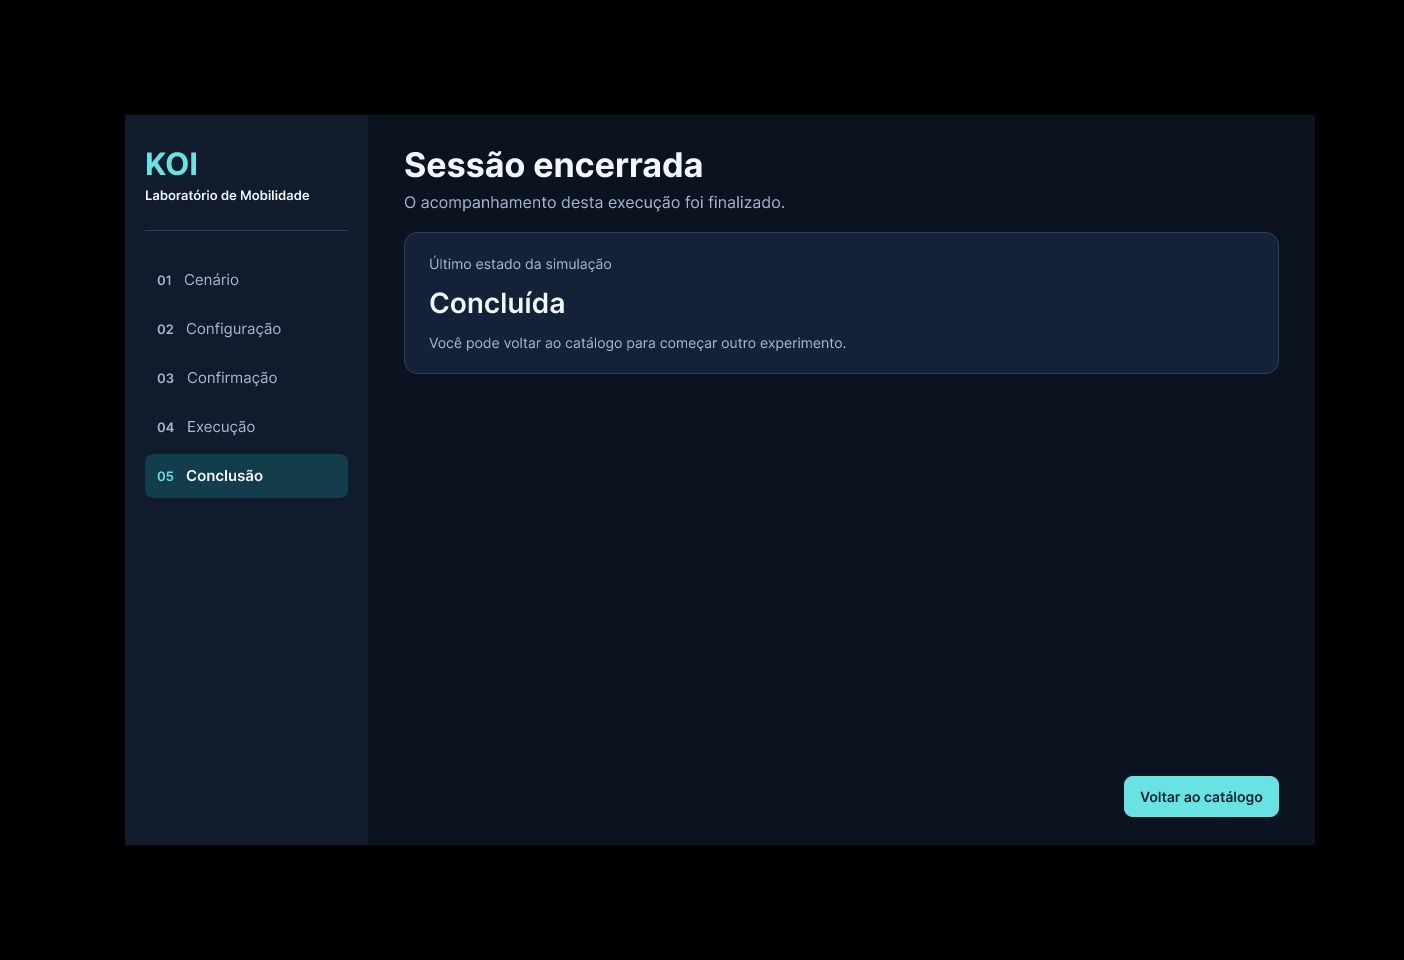 KOI
Laboratório de Mobilidade
01 Cenário
02 Configuração
03 Confirmação
04 Execução
05 Conclusão
Sessão encerrada
O acompanhamento desta execução foi finalizado.
Último estado da simulação
Concluída
Você pode voltar ao catálogo para começar outro experimento.
Voltar ao catálogo